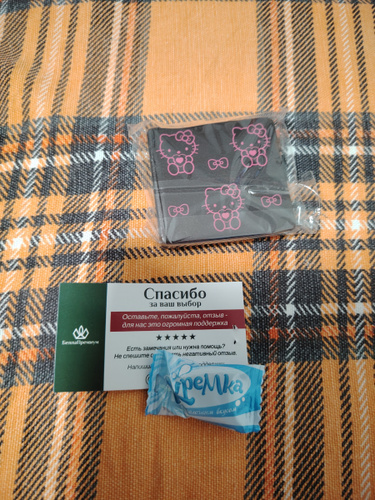 Спасибо
за ваш выбор
Оставьте, пожалуйста, отзыв -
для нас это огромная поддержка
Есть замечания или нужна помощь?
Не спешите негативный отзыв.
БизнесПремиум
КреМка